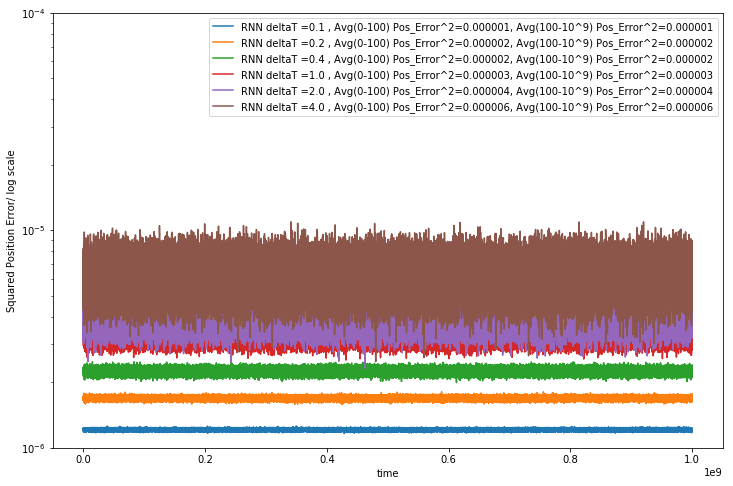 10^-4
RNN deltaT =0.1 , Avg(0-100) Pos_Error^2=0.000001, Avg(100-10^9) Pos_Error^2=0.000001
RNN deltaT =0.2 , Avg(0-100) Pos_Error^2=0.000002, Avg(100-10^9) Pos_Error^2=0.000002
RNN deltaT =0.4 , Avg(0-100) Pos_Error^2=0.000002, Avg(100-10^9) Pos_Error^2=0.000002
RNN deltaT =1.0 , Avg(0-100) Pos_Error^2=0.000003, Avg(100-10^9) Pos_Error^2=0.000003
RNN deltaT =2.0 , Avg(0-100) Pos_Error^2=0.000004, Avg(100-10^9) Pos_Error^2=0.000004
RNN deltaT =4.0 , Avg(0-100) Pos_Error^2=0.000006, Avg(100-10^9) Pos_Error^2=0.000006
Squared Position Error/ log scale
10^-5
10^-6
0.0 0.2 0.4 0.6 0.8 1.0
time
1e9